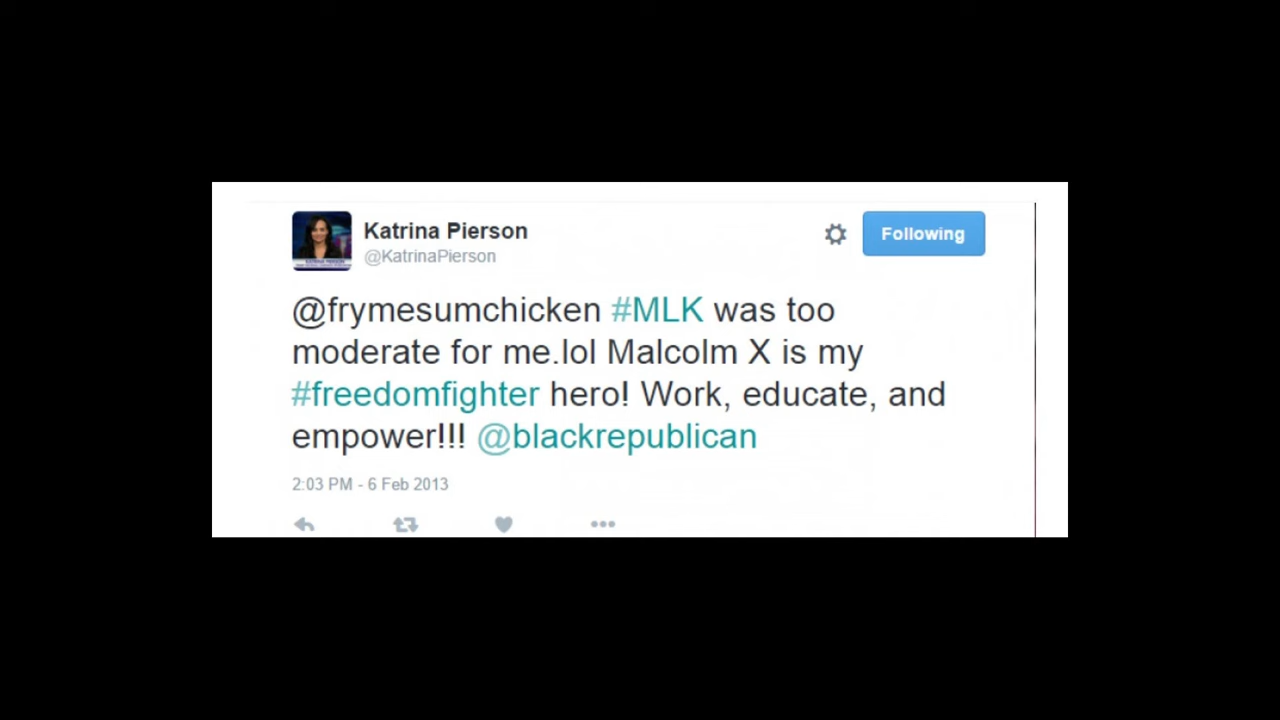 Katrina Pierson
@KatrinaPierson
Following
@frymesumchicken #MLK was too
moderate for me.lol Malcolm X is my
#freedomfighter hero! Work, educate, and
empower!!! @blackrepublican
2:03 PM - 6 Feb 2013